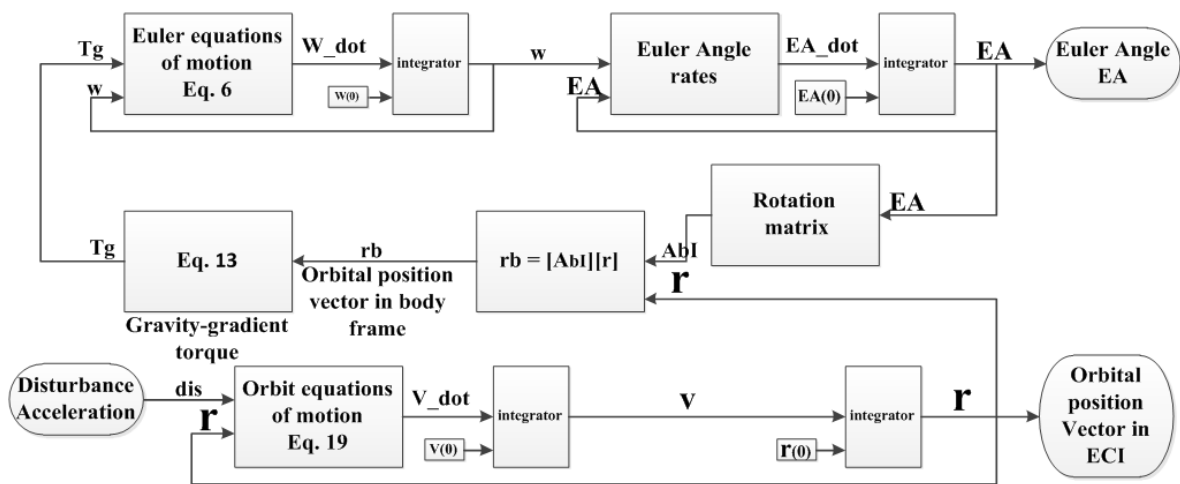 Tg
w
Euler equations
of motion
Eq. 6
W_dot
W(0)
integrator
w
EA
Euler Angle
rates
EA_dot
EA(0)
integrator
EA
Euler Angle
EA
Rotation
matrix
EA
AbI
r
rb = [AbI][r]
rb
Orbital position
vector in body
frame
Eq. 13
Tg
Gravity-gradient
torque
Disturbance
Acceleration
dis
r
Orbit equations
of motion
Eq. 19
V_dot
V(0)
integrator
v
r(0)
integrator
r
Orbital
position
Vector in
ECI